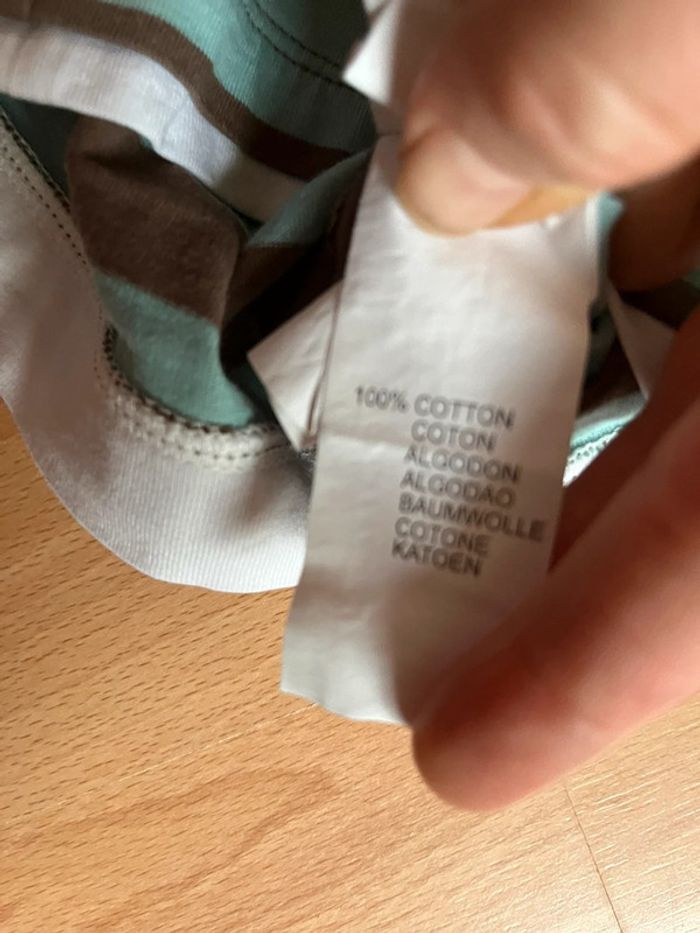 100% COTTON
COTON
ALGODON
ALGODAO
BAUMWOLLE
COTONE
KATOEN